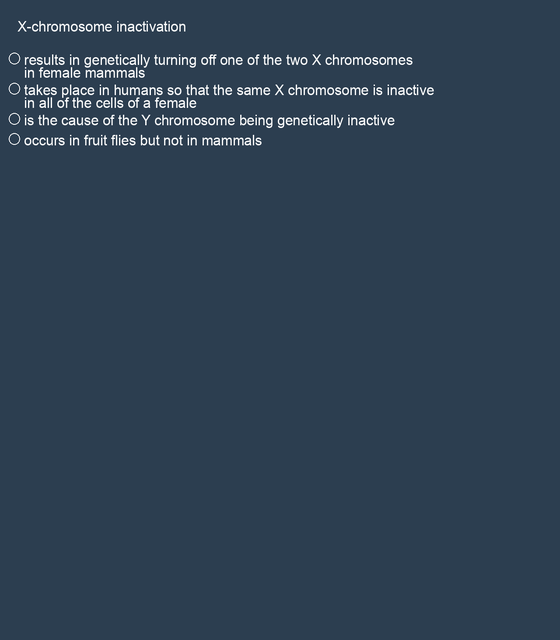 X-chromosome inactivation
results in genetically turning off one of the two X chromosomes
in female mammals
takes place in humans so that the same X chromosome is inactive
in all of the cells of a female
is the cause of the Y chromosome being genetically inactive
occurs in fruit flies but not in mammals